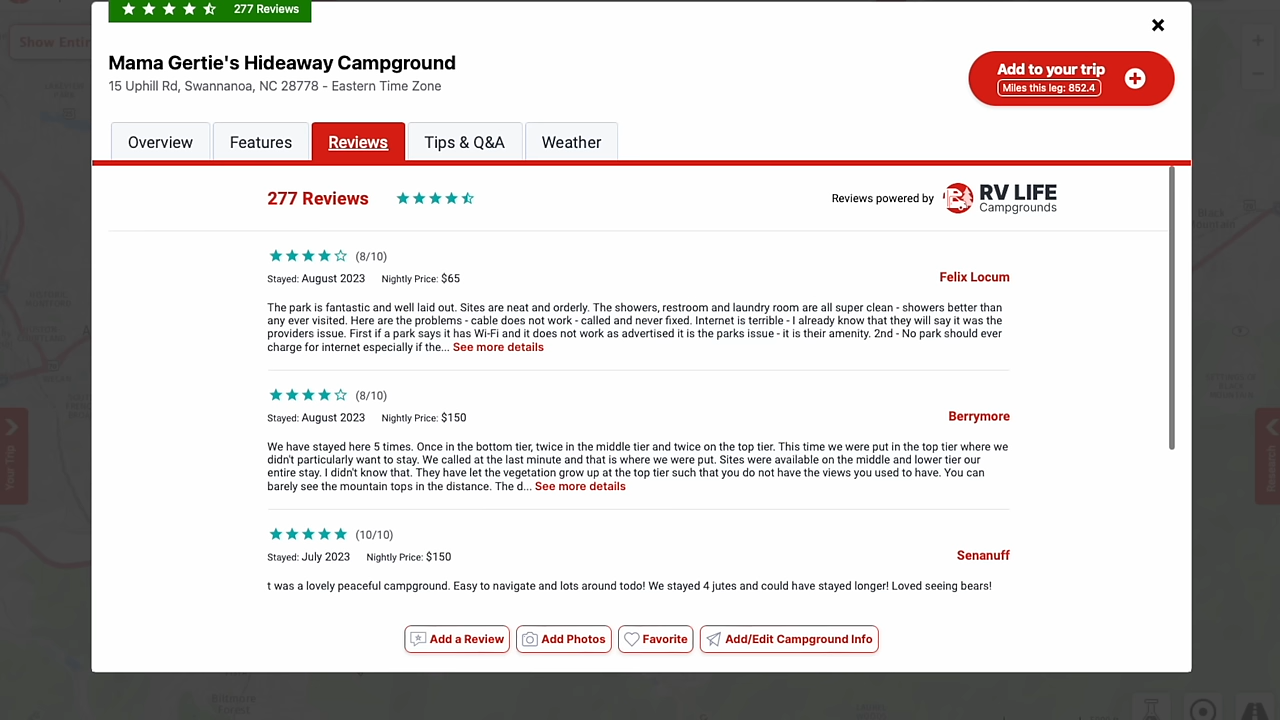 277 Reviews
Mama Gertie's Hideaway Campground
15 Uphill Rd, Swannanoa, NC 28778 - Eastern Time Zone
Add to your trip
Miles this leg: 852.4
Show Entir
Overview
Features
Reviews
Tips & Q&A
Weather
277 Reviews
Reviews powered by
RV LIFE
Campgrounds
(8/10)
Stayed: August 2023 Nightly Price: $65
Felix Locum
The park is fantastic and well laid out. Sites are neat and orderly. The showers, restroom and laundry room are all super clean - showers better than
any ever visited. Here are the problems - cable does not work - called and never fixed. Internet is terrible - I already know that they will say it was the
providers issue. First if a park says it has Wi-Fi and it does not work as advertised it is the parks issue - it is their amenity. 2nd - No park should ever
charge for internet especially if the... See more details
(8/10)
Stayed: August 2023 Nightly Price: $150
Berrymore
We have stayed here 5 times. Once in the bottom tier, twice in the middle tier and twice on the top tier. This time we were put in the top tier where we
didn't particularly want to stay. We called at the last minute and that is where we were put. Sites were available on the middle and lower tier our
entire stay. I didn't know that. They have let the vegetation grow up at the top tier such that you do not have the views you used to have. You can
barely see the mountain tops in the distance. The d... See more details
(10/10)
Stayed: July 2023 Nightly Price: $150
Senanuff
t was a lovely peaceful campground. Easy to navigate and lots around todo! We stayed 4 jutes and could have stayed longer! Loved seeing bears!
Add a Review
Add Photos
Favorite
Add/Edit Campground Info
Your Trip
Black
Mountain